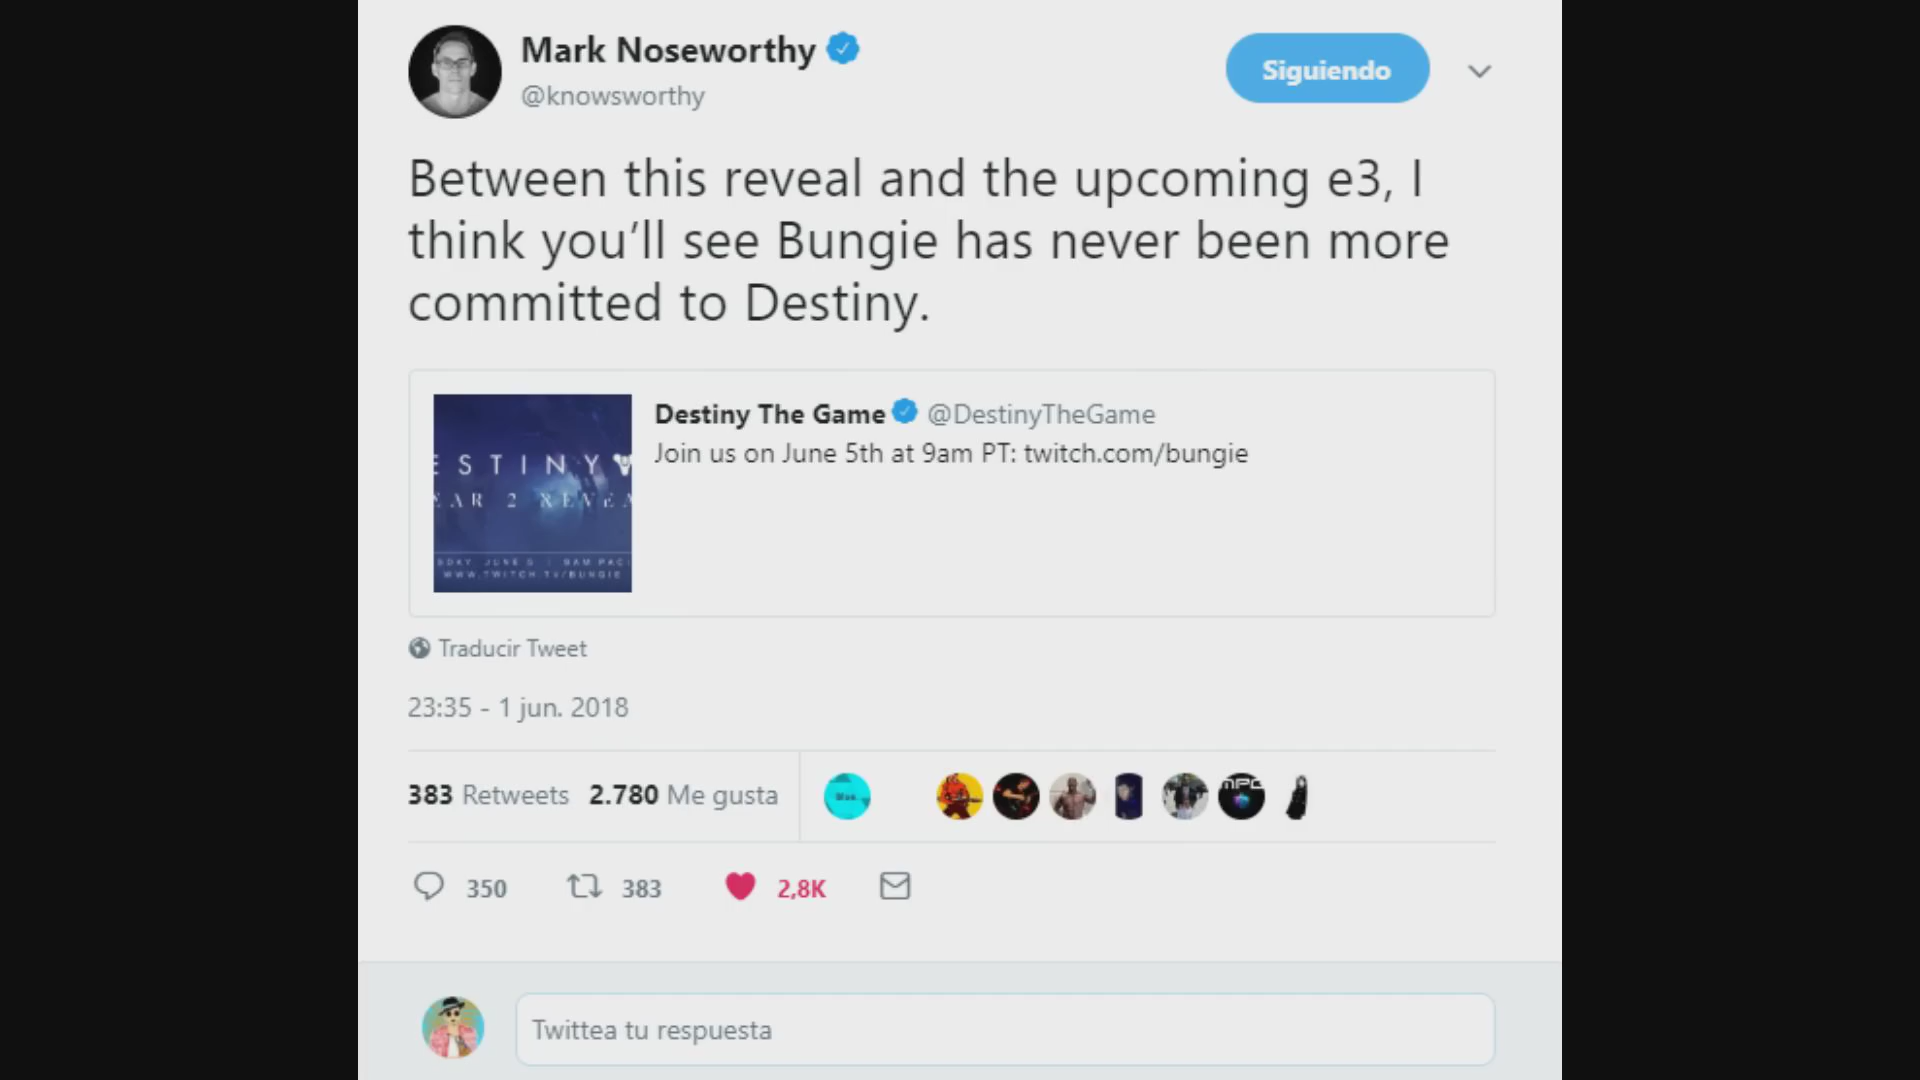 Mark Noseworthy
@knowsworthy
Siguiendo
Between this reveal and the upcoming e3, I
think you’ll see Bungie has never been more
committed to Destiny.
Destiny The Game @DestinyTheGame
Join us on June 5th at 9am PT: twitch.com/bungie
ESTINY
EAR 2 REVEA
SDAY JUNE 5 | 9AM PAC
WWW.TWITCH.TV/BUNGIE
Traducir Tweet
23:35 - 1 jun. 2018
383 Retweets 2.780 Me gusta
350 383 2,8K
Twittea tu respuesta